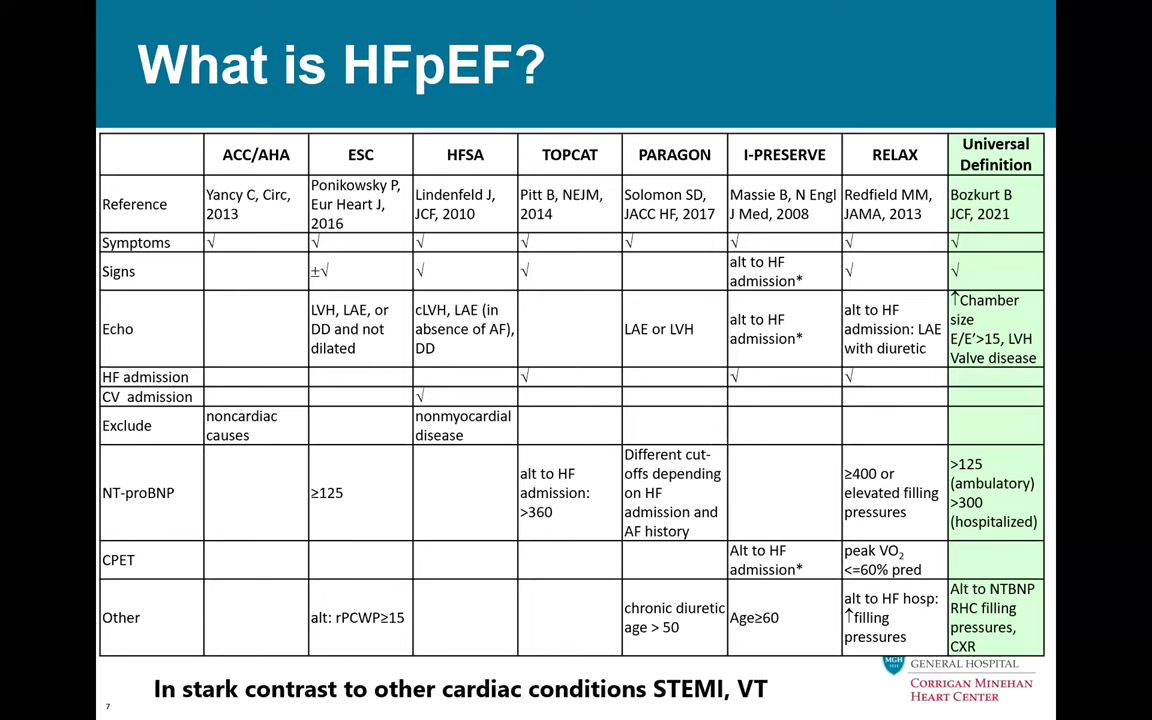 What is HFpEF?
ACC/AHA ESC HFSA TOPCAT PARAGON I-PRESERVE RELAX Universal
Definition
Reference
Yancy C, Circ,
2013
Ponikowsky P,
Eur Heart J,
2016
Lindenfeld J,
JCF, 2010
Pitt B, NEJM,
2014
Solomon SD,
JACC HF, 2017
Massie B, N Engl
J Med, 2008
Redfield MM,
JAMA, 2013
Bozkurt B
JCF, 2021
Symptoms √ √ √ √ √ √ √ √
Signs
±√
√
√
alt to HF
admission*
√
√
Echo
LVH, LAE, or
DD and not
dilated
cLVH, LAE (in
absence of AF),
DD
LAE or LVH
alt to HF
admission*
alt to HF
admission: LAE
with diuretic
↑Chamber
size
E/E’>15, LVH
Valve disease
HF admission √ √ √
CV admission √
Exclude
noncardiac
causes
nonmyocardial
disease
NT-proBNP
≥125
alt to HF
admission:
>360
Different cut-
offs depending
on HF
admission and
AF history
≥400 or
elevated filling
pressures
>125
(ambulatory)
>300
(hospitalized)
CPET
Alt to HF
admission*
peak VO2
<=60% pred
Other
alt: rPCWP≥15
chronic diuretic
age > 50
Age≥60
alt to HF hosp:
↑filling
pressures
Alt to NTBNP
RHC filling
pressures,
CXR
MGH
GENERAL HOSPITAL
CORRIGAN MINEHAN
HEART CENTER
In stark contrast to other cardiac conditions STEMI, VT
7